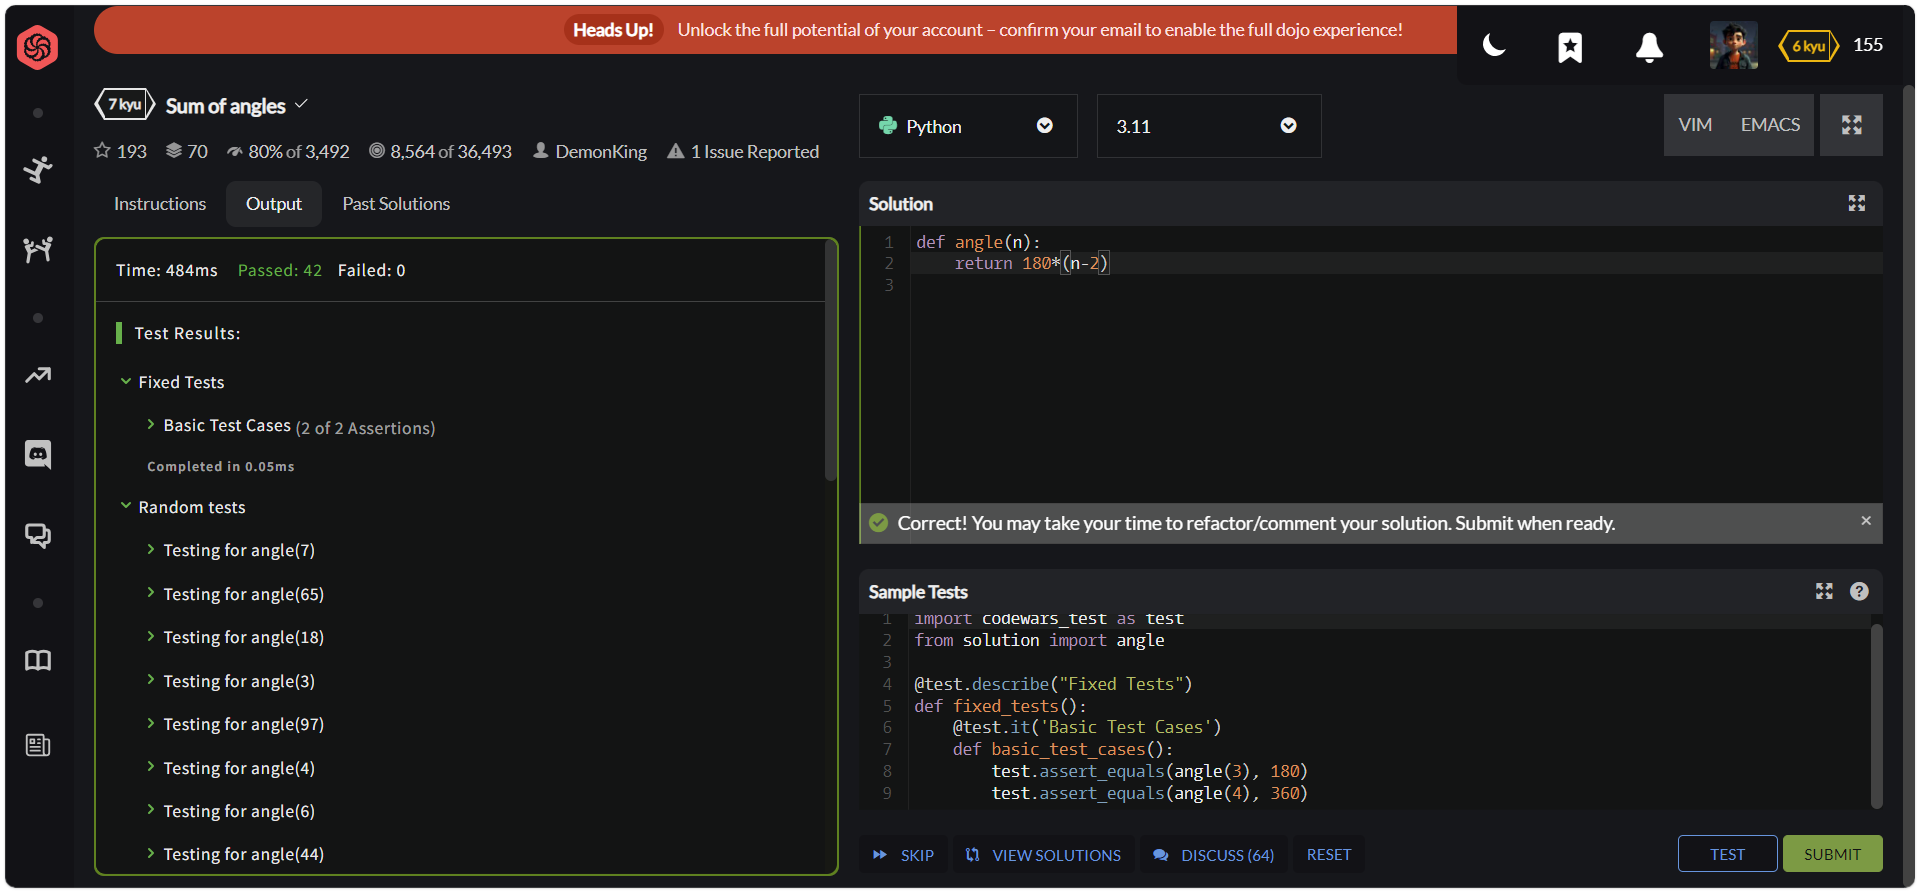 Heads Up! Unlock the full potential of your account – confirm your email to enable the full dojo experience!
6 kyu 155
7 kyu Sum of angles
193 70 80% of 3,492 8,564 of 36,493 DemonKing 1 Issue Reported
Instructions Output Past Solutions
Time: 484ms Passed: 42 Failed: 0
Test Results:
Fixed Tests
Basic Test Cases (2 of 2 Assertions)
Completed in 0.05ms
Random tests
Testing for angle(7)
Testing for angle(65)
Testing for angle(18)
Testing for angle(3)
Testing for angle(97)
Testing for angle(4)
Testing for angle(6)
Testing for angle(44)
Python 3.11 VIM EMACS
Solution
1 def angle(n):
2     return 180*(n-2)
3
Correct! You may take your time to refactor/comment your solution. Submit when ready.
Sample Tests
1 import codewars_test as test
2 from solution import angle
3
4 @test.describe("Fixed Tests")
5 def fixed_tests():
6     @test.it('Basic Test Cases')
7     def basic_test_cases():
8         test.assert_equals(angle(3), 180)
9         test.assert_equals(angle(4), 360)
SKIP VIEW SOLUTIONS DISCUSS (64) RESET TEST SUBMIT